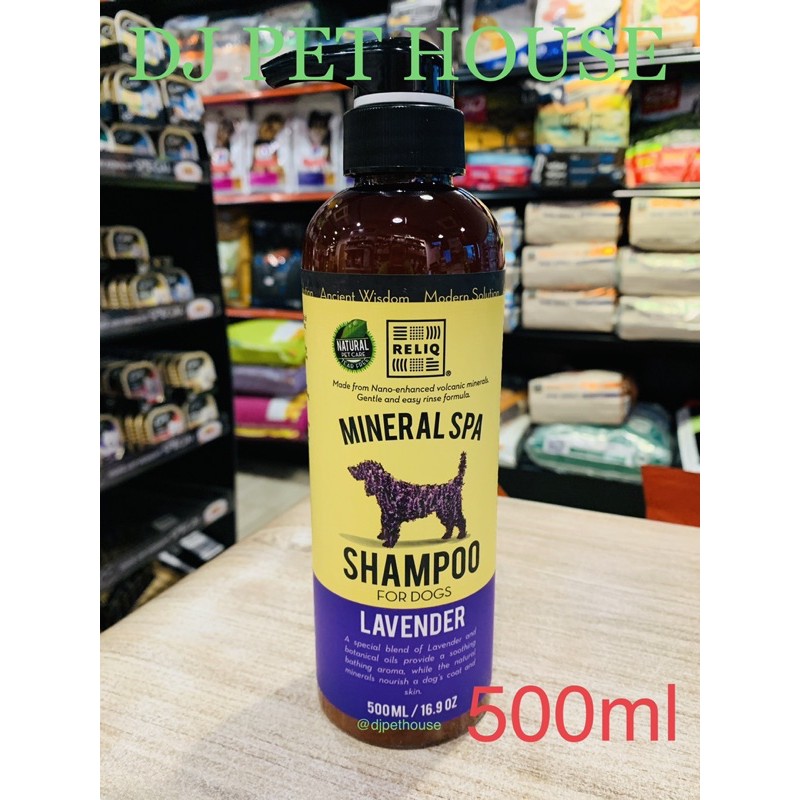 DJ PET HOUSE
Ancient Wisdom Modern Solution
NATURAL
PET CARE
RELIQ
®
Made from Nano-enhanced volcanic minerals.
Gentle and easy rinse formula.
MINERAL SPA
SHAMPOO
FOR DOGS
LAVENDER
A special blend of Lavender and
botanical oils provide a soothing
bathing aroma, while the natural
minerals nourish a dog's coat and
skin.
500ML / 16.9 OZ
@djpethouse
500ml